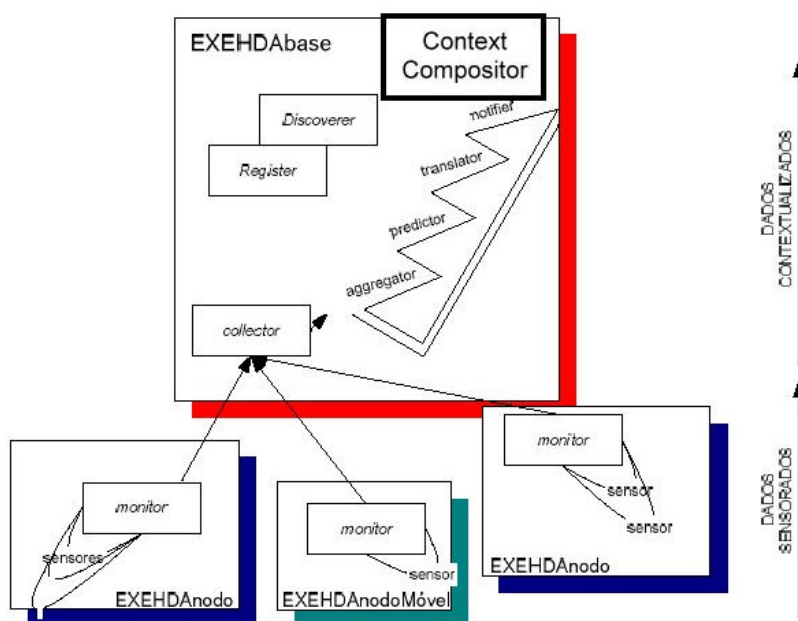 EXEHDAbase
Context
Compositor
Discoverer
Register
notifier
translator
predictor
aggregator
collector
DADOS
CONTEXTUALIZADOS
monitor
sensores
EXEHDAnodo
monitor
sensor
EXEHDAnodoMóvel
monitor
sensor
sensor
EXEHDAnodo
DADOS
SENSORADOS